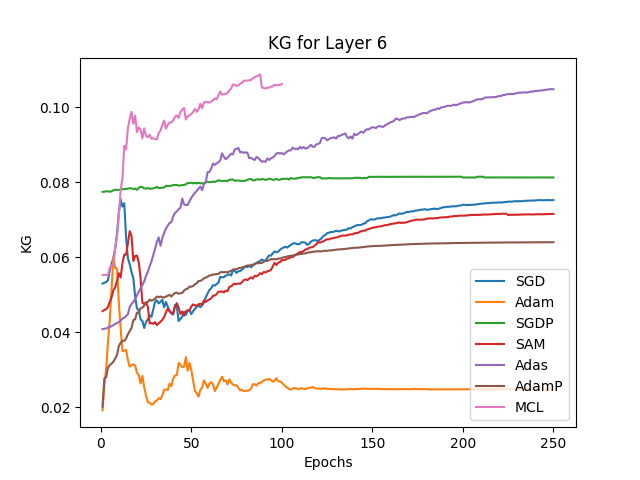 KG for Layer 6
KG
0.10
0.08
0.06
0.04
0.02
0
50
100
150
200
250
Epochs
SGD
Adam
SGDP
SAM
Adas
AdamP
MCL